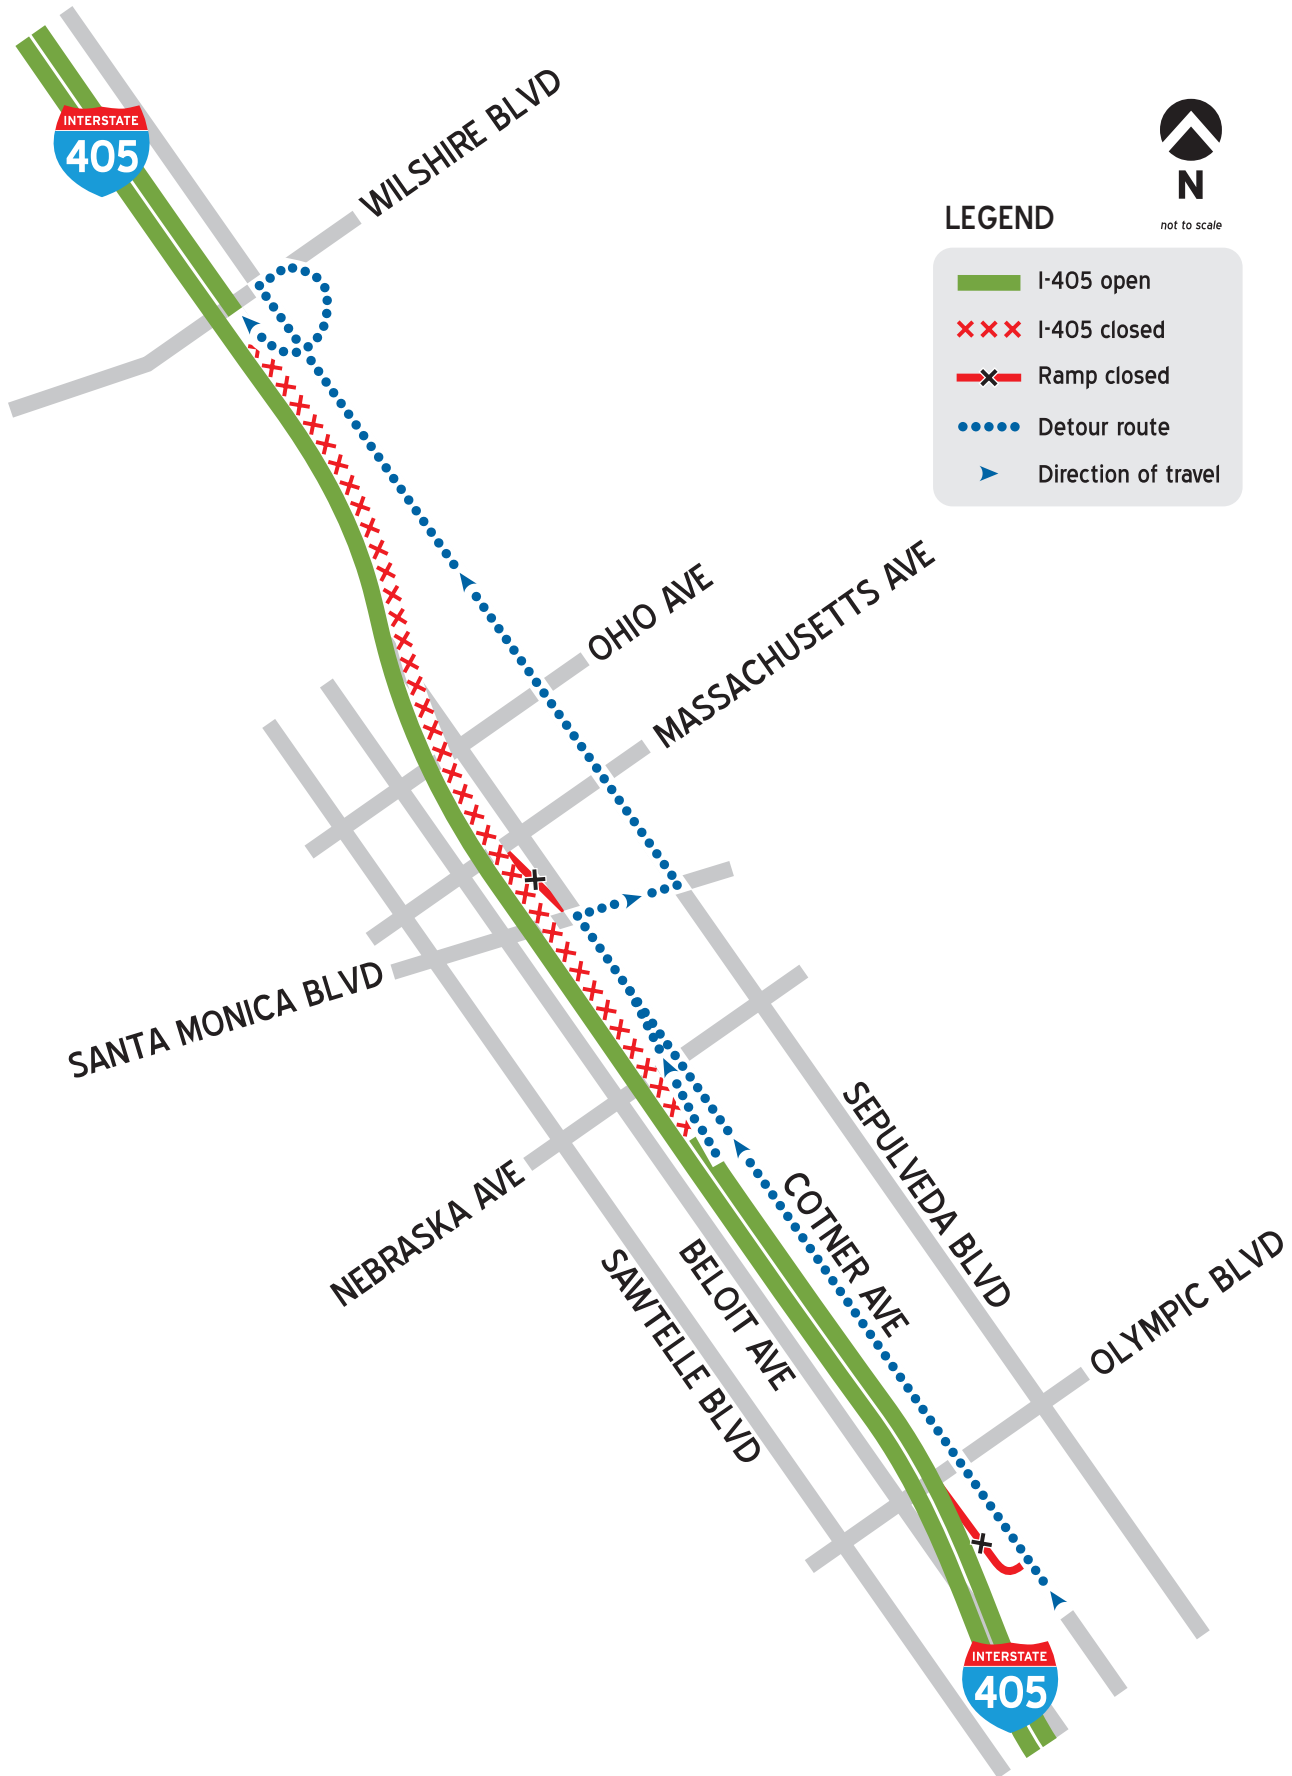 INTERSTATE
405
WILSHIRE BLVD
N
not to scale
LEGEND
I-405 open
I-405 closed
Ramp closed
Detour route
Direction of travel
OHIO AVE
MASSACHUSETTS AVE
SANTA MONICA BLVD
NEBRASKA AVE
SAWTELLE BLVD
BELOIT AVE
COTNER AVE
SEPULVEDA BLVD
OLYMPIC BLVD
INTERSTATE
405